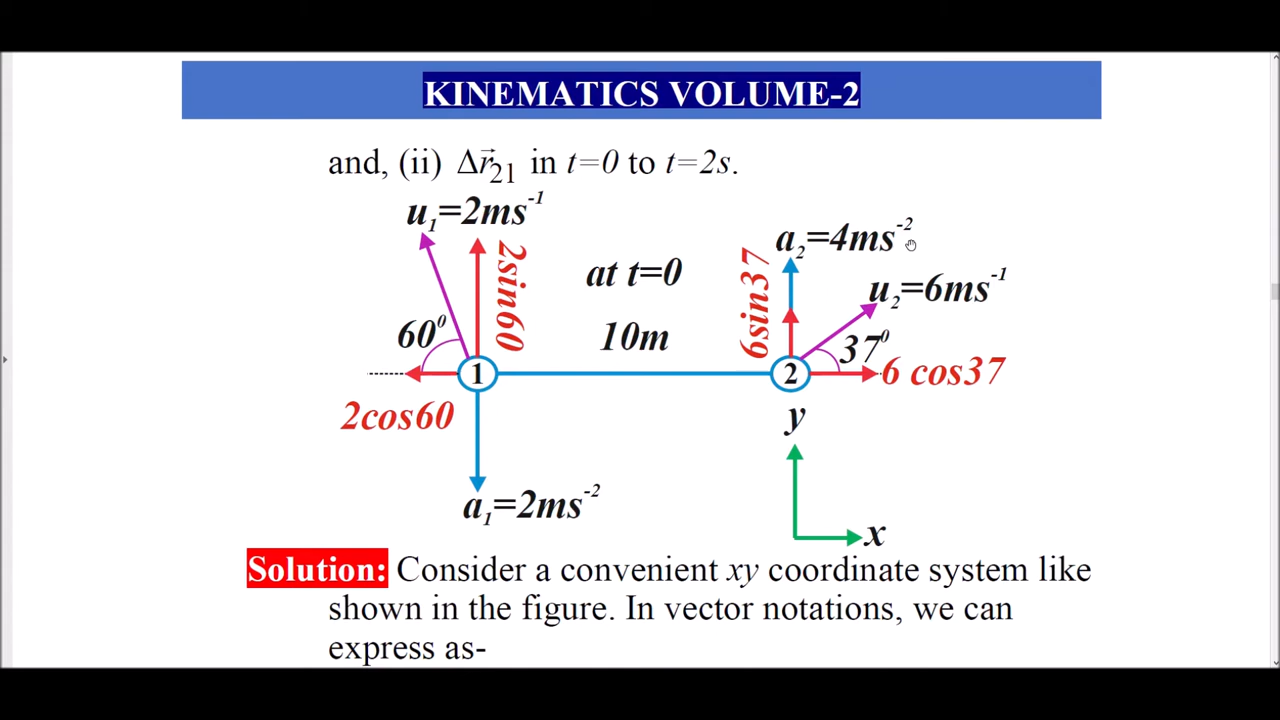 KINEMATICS VOLUME-2
and, (ii) Δr⃗₂₁ in t=0 to t=2s.
u₁=2ms⁻¹
a₂=4ms⁻²
2sin60
at t=0
6sin37
u₂=6ms⁻¹
60⁰
10m
37⁰
1
2
6 cos37
2cos60
y
a₁=2ms⁻²
x
Solution: Consider a convenient xy coordinate system like
shown in the figure. In vector notations, we can
express as-